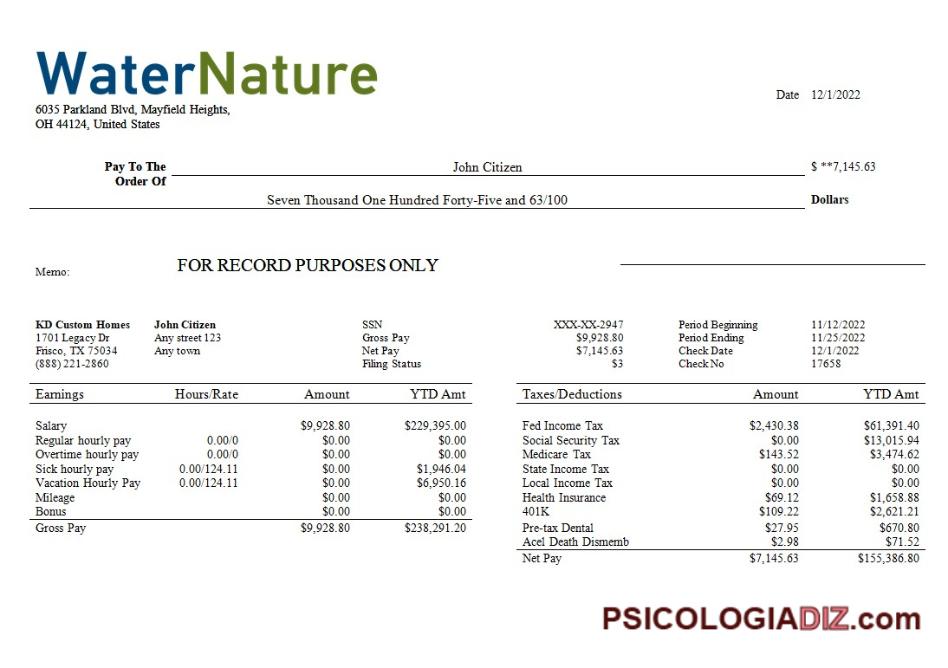 WaterNature
6035 Parkland Blvd, Mayfield Heights,
OH 44124, United States
Date 12/1/2022
Pay To The Order Of John Citizen $ **7,145.63
Seven Thousand One Hundred Forty-Five and 63/100 Dollars
Memo: FOR RECORD PURPOSES ONLY
KD Custom Homes John Citizen SSN XXX-XX-2947 Period Beginning 11/12/2022
1701 Legacy Dr Any street 123 Gross Pay $9,928.80 Period Ending 11/25/2022
Frisco, TX 75034 Any town Net Pay $7,145.63 Check Date 12/1/2022
(888) 221-2860 Filing Status $3 Check No 17658
Earnings Hours/Rate Amount YTD Amt Taxes/Deductions Amount YTD Amt
Salary $9,928.80 $229,395.00 Fed Income Tax $2,430.38 $61,391.40
Regular hourly pay 0.00/0 $0.00 $0.00 Social Security Tax $0.00 $13,015.94
Overtime hourly pay 0.00/0 $0.00 $0.00 Medicare Tax $143.52 $3,474.62
Sick hourly pay 0.00/124.11 $0.00 $1,946.04 State Income Tax $0.00 $0.00
Vacation Hourly Pay 0.00/124.11 $0.00 $6,950.16 Local Income Tax $0.00 $0.00
Mileage $0.00 $0.00 Health Insurance $69.12 $1,658.88
Bonus $0.00 $0.00 401K $109.22 $2,621.21
Gross Pay $9,928.80 $238,291.20 Pre-tax Dental $27.95 $670.80
Acel Death Dismemb $2.98 $71.52
Net Pay $7,145.63 $155,386.80
PSICOLOGIADIZ.com